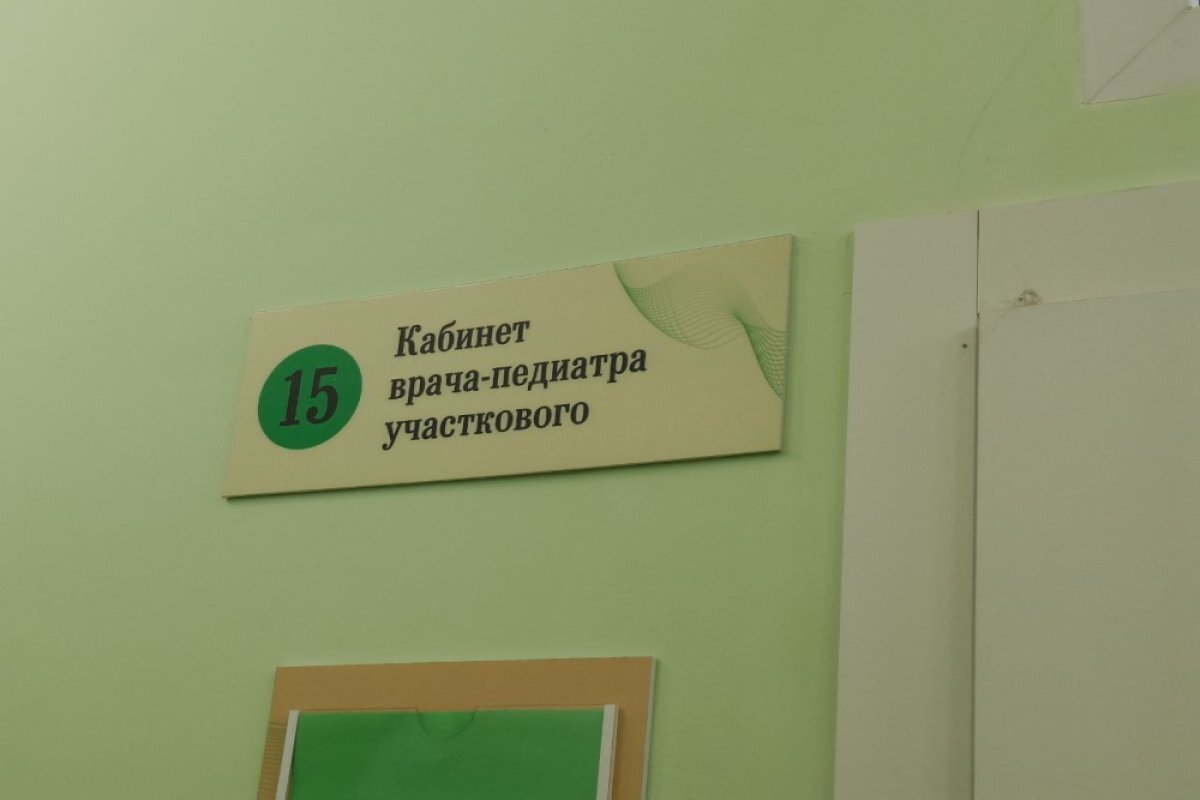 15
Кабинет
врача-педиатра
участкового